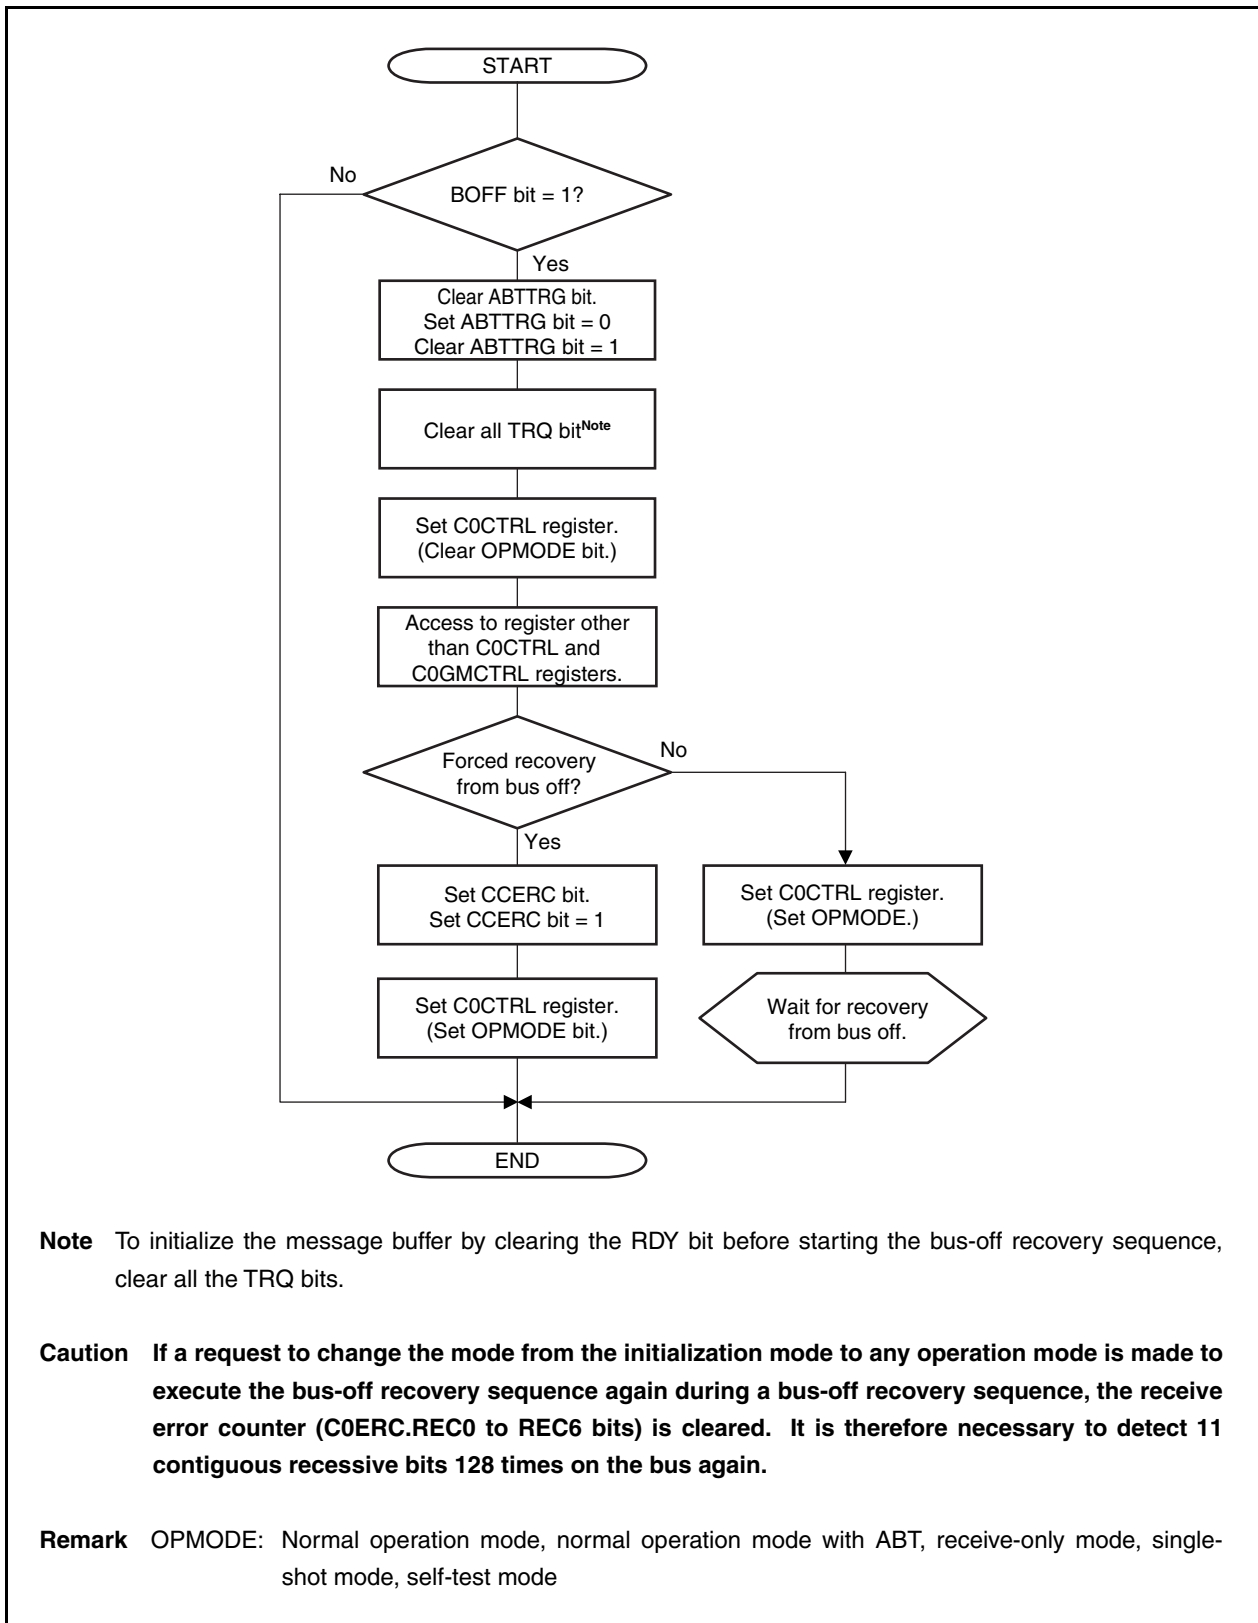 START
No
BOFF bit = 1?
Yes
Clear ABTTRG bit.
Set ABTTRG bit = 0
Clear ABTTRG bit = 1
Clear all TRQ bitNote
Set C0CTRL register.
(Clear OPMODE bit.)
Access to register other
than C0CTRL and
C0GMCTRL registers.
Forced recovery
from bus off?
No
Yes
Set CCERC bit.
Set CCERC bit = 1
Set C0CTRL register.
(Set OPMODE.)
Set C0CTRL register.
(Set OPMODE bit.)
Wait for recovery
from bus off.
END
Note To initialize the message buffer by clearing the RDY bit before starting the bus-off recovery sequence,
clear all the TRQ bits.
Caution If a request to change the mode from the initialization mode to any operation mode is made to
execute the bus-off recovery sequence again during a bus-off recovery sequence, the receive
error counter (C0ERC.REC0 to REC6 bits) is cleared. It is therefore necessary to detect 11
contiguous recessive bits 128 times on the bus again.
Remark OPMODE: Normal operation mode, normal operation mode with ABT, receive-only mode, single-
shot mode, self-test mode